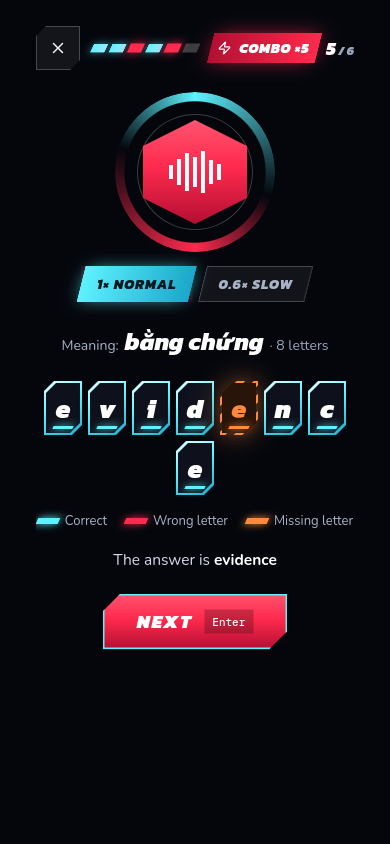 COMBO ×5 5 / 6
1× NORMAL 0.6× SLOW
Meaning: bằng chứng · 8 letters
e v i d e n c
e
Correct Wrong letter Missing letter
The answer is evidence
NEXT Enter